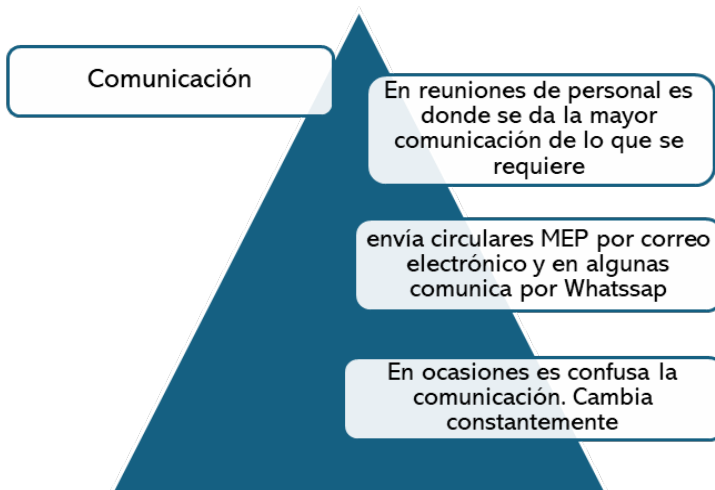 Comunicación
En reuniones de personal es
donde se da la mayor
comunicación de lo que se
requiere
envía circulares MEP por correo
electrónico y en algunas
comunica por Whatssap
En ocasiones es confusa la
comunicación. Cambia
constantemente